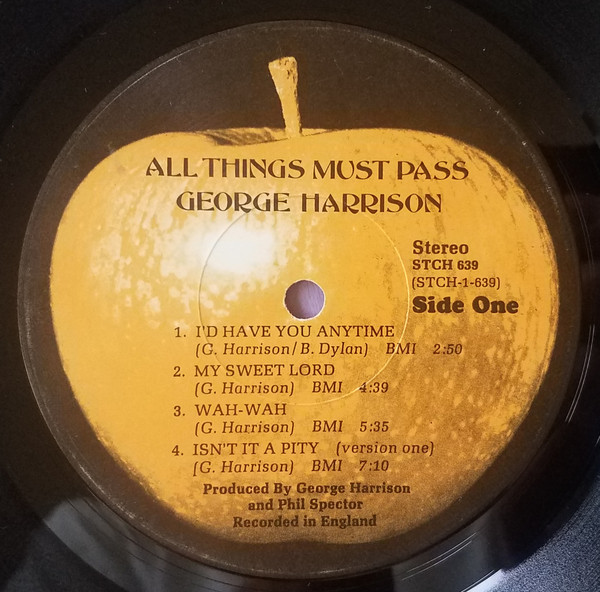 ALL THINGS MUST PASS
GEORGE HARRISON
Stereo
STCH 639
(STCH-1-639)
Side One
1. I'D HAVE YOU ANYTIME
(G. Harrison/B. Dylan) BMI 2:50
2. MY SWEET LORD
(G. Harrison) BMI 4:39
3. WAH-WAH
(G. Harrison) BMI 5:35
4. ISN'T IT A PITY (version one)
(G. Harrison) BMI 7:10
Produced By George Harrison
and Phil Spector
Recorded in England